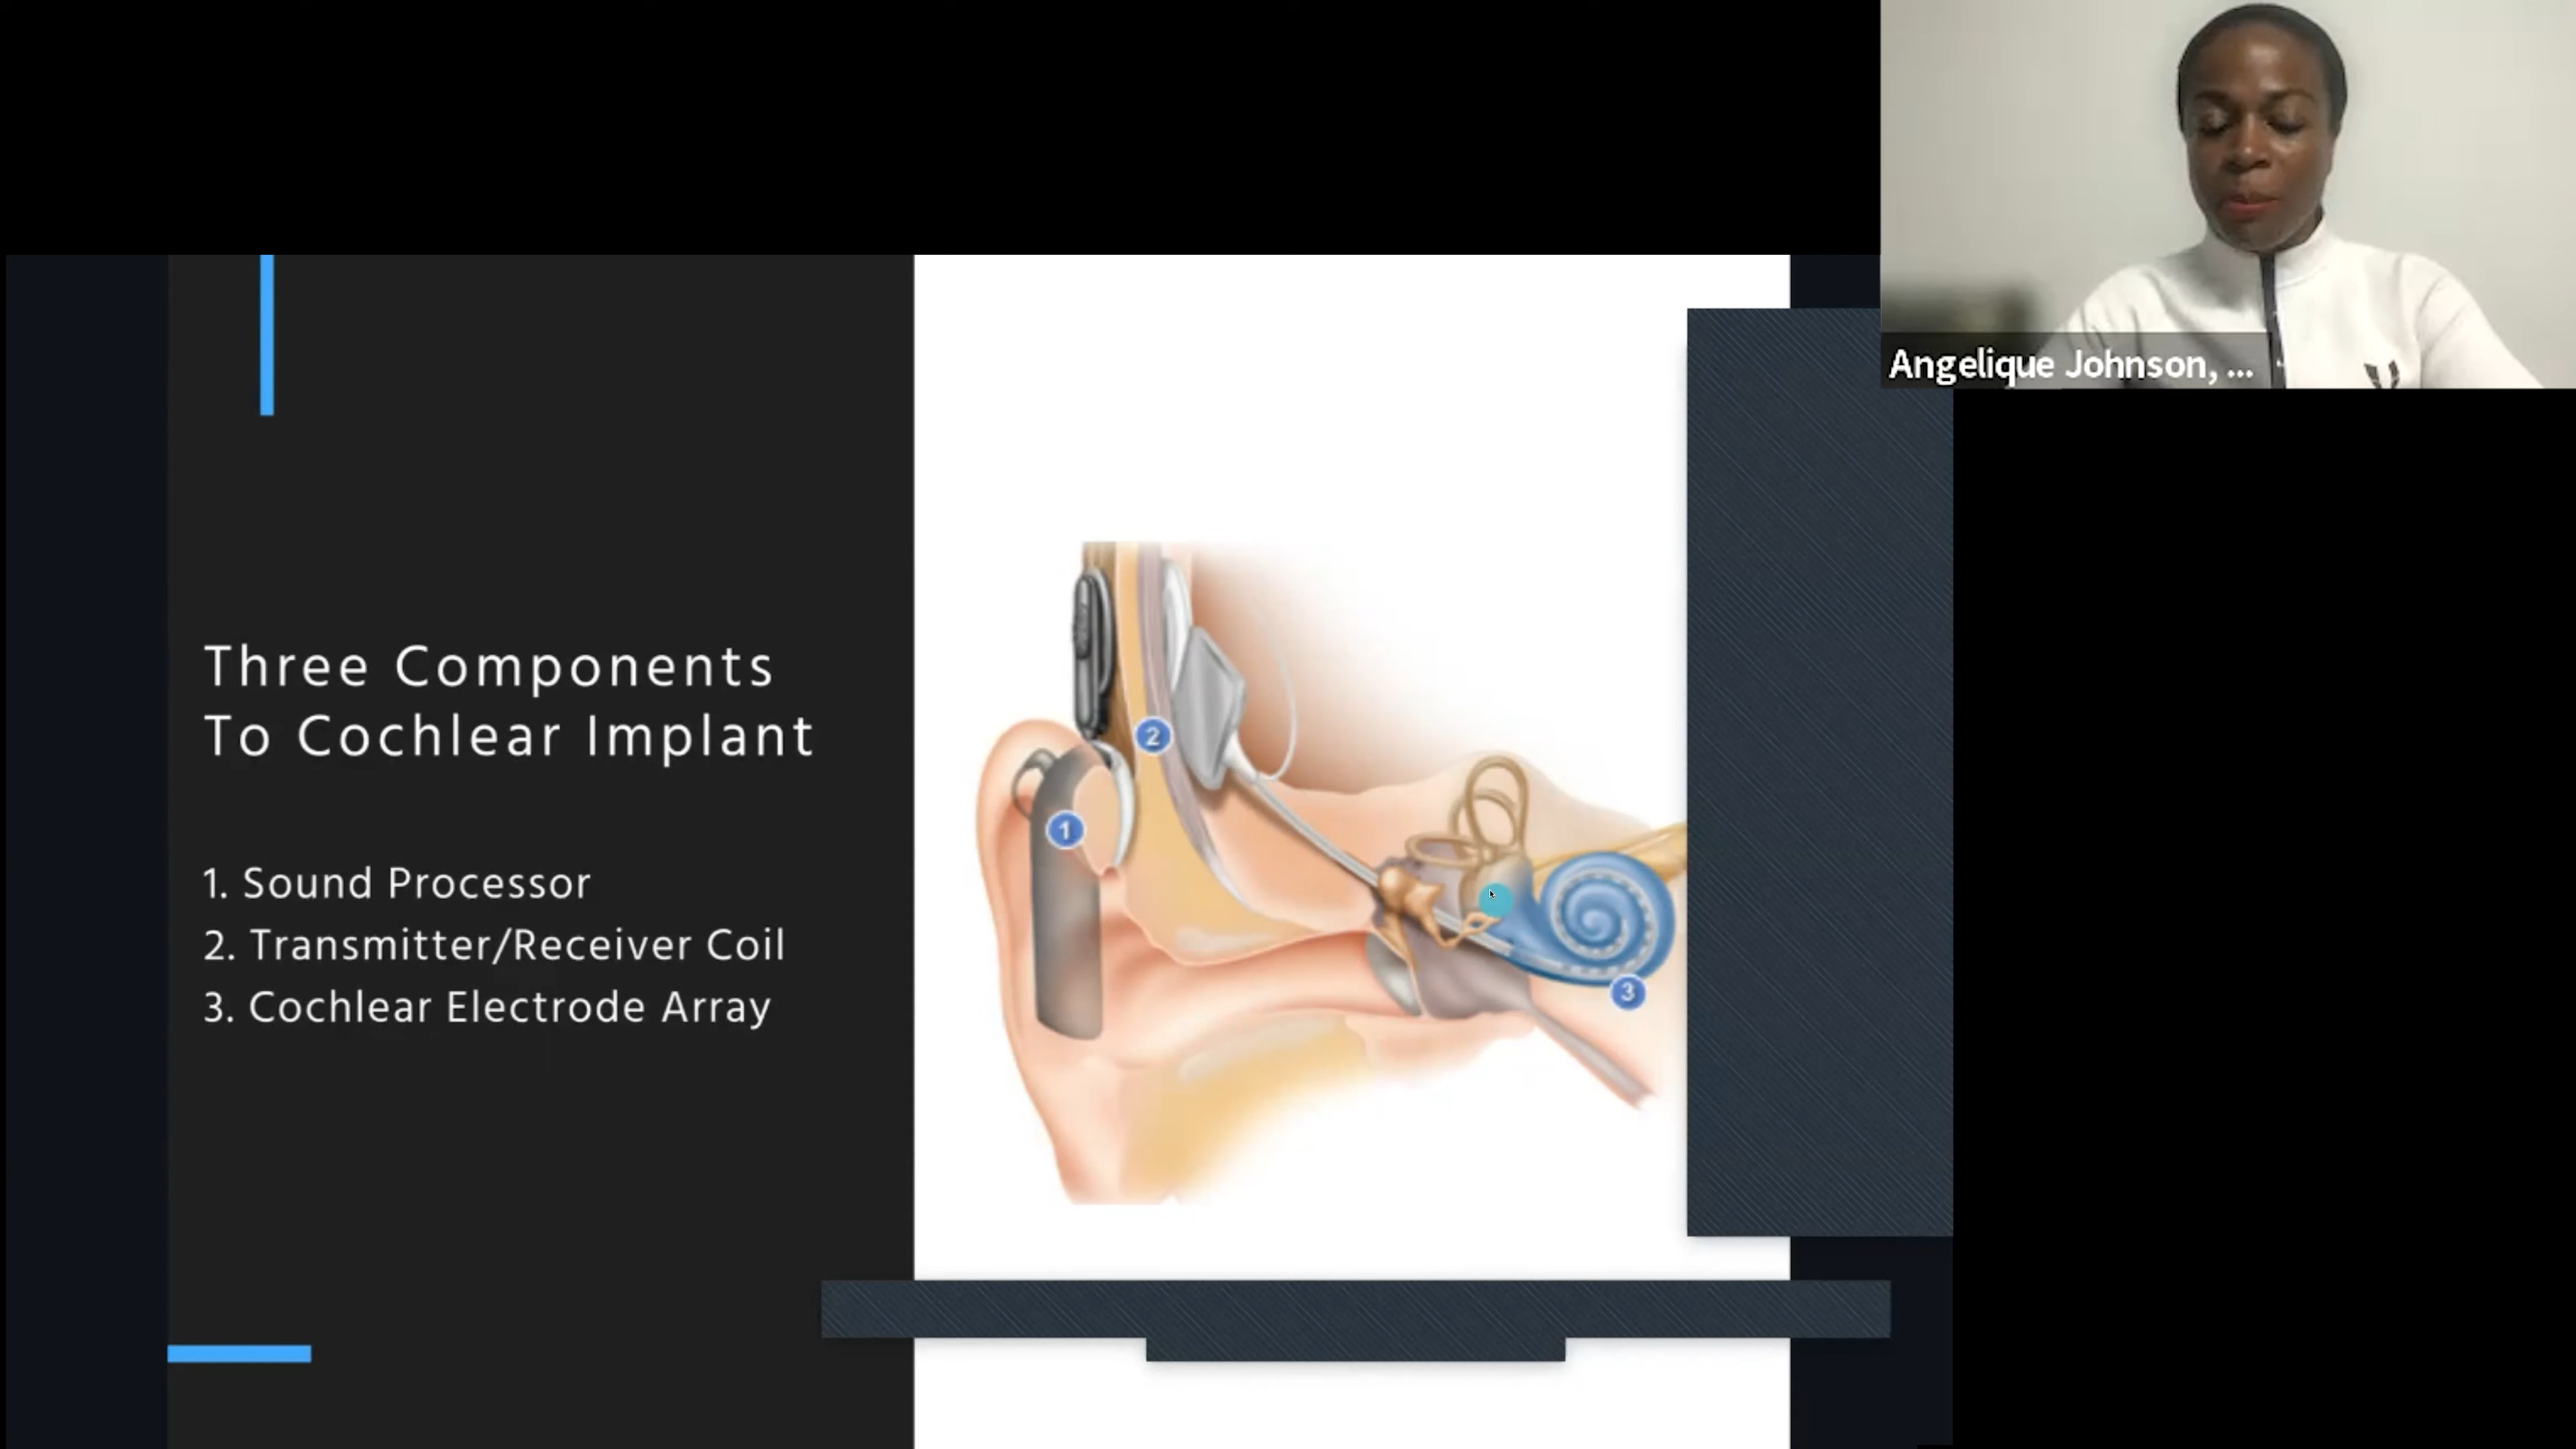 Angelique Johnson, ...
Three Components
To Cochlear Implant
1. Sound Processor
2. Transmitter/Receiver Coil
3. Cochlear Electrode Array
2
1
3